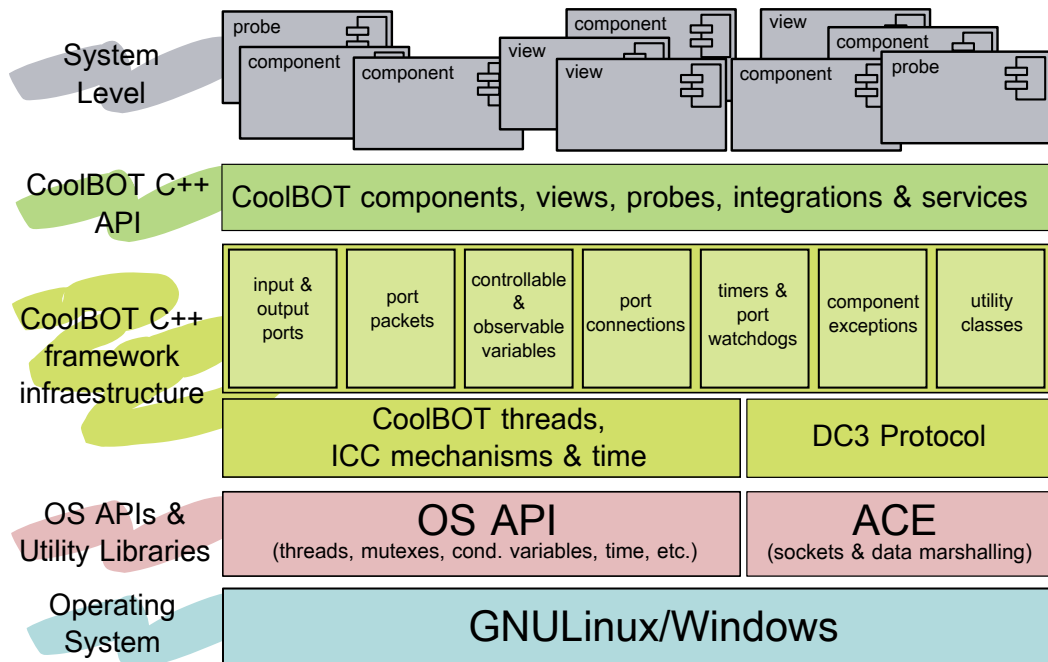 System
Level
probe
component
component
component
view
view
view
component
component
probe
CoolBOT C++
API
CoolBOT components, views, probes, integrations & services
CoolBOT C++
framework
infraestructure
input &
output
ports
port
packets
controllable
&
observable
variables
port
connections
timers &
port
watchdogs
component
exceptions
utility
classes
CoolBOT threads,
ICC mechanisms & time
DC3 Protocol
OS APIs &
Utility Libraries
OS API
(threads, mutexes, cond. variables, time, etc.)
ACE
(sockets & data marshalling)
Operating
System
GNULinux/Windows